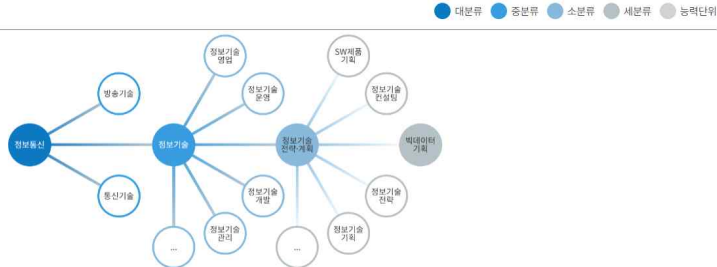 대분류
중분류
소분류
세분류
능력단위
정보통신
방송기술
통신기술
정보기술
정보기술
영업
정보기술
운영
정보기술
개발
정보기술
관리
...
정보기술
전략·계획
SW제품
기획
정보기술
컨설팅
빅데이터
기획
정보기술
전략
정보기술
기획
...